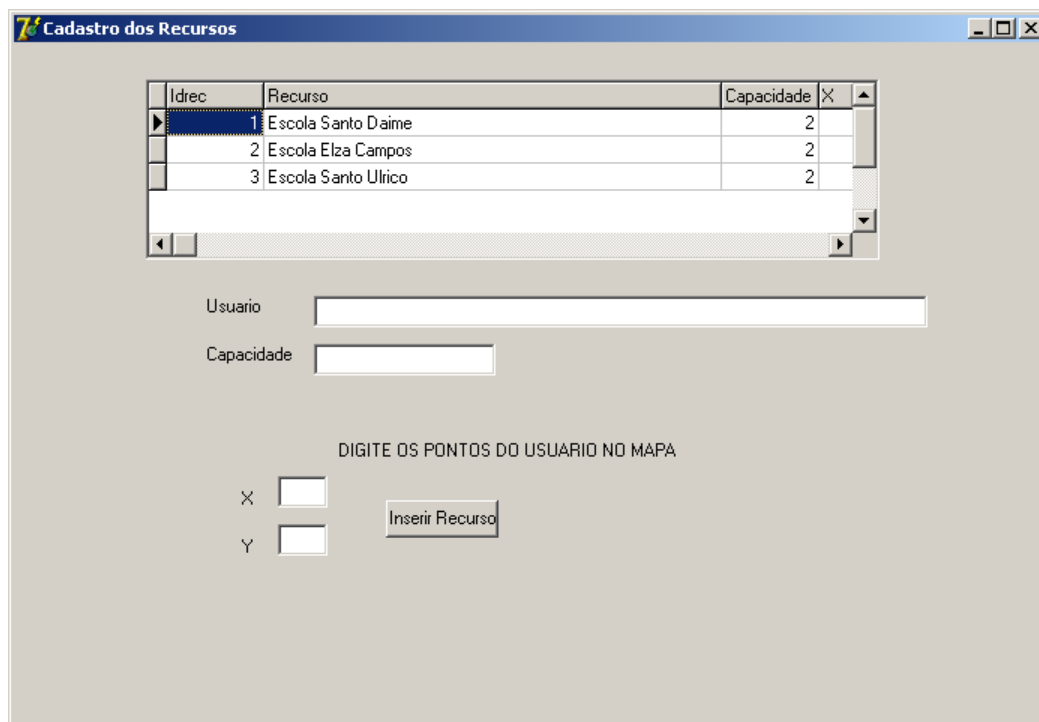 Cadastro dos Recursos
Idrec Recurso Capacidade X
1 Escola Santo Daime 2
2 Escola Elza Campos 2
3 Escola Santo Ulrico 2
Usuario
Capacidade
DIGITE OS PONTOS DO USUARIO NO MAPA
X
Inserir Recurso
Y